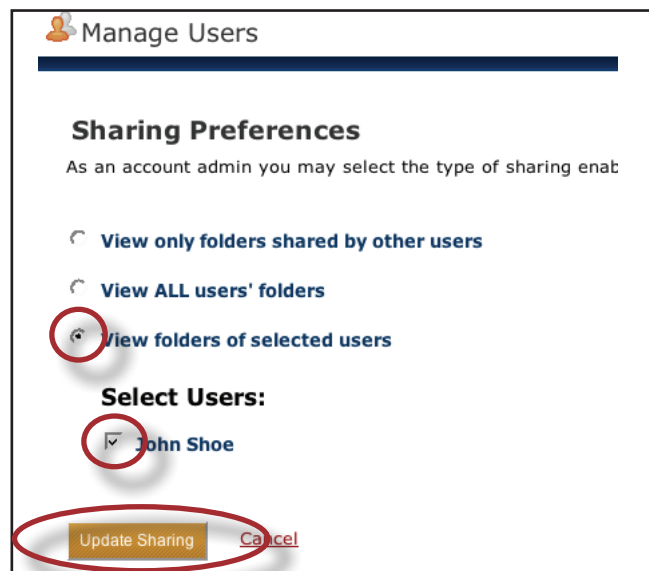 Manage Users
Sharing Preferences
As an account admin you may select the type of sharing enab
View only folders shared by other users
View ALL users' folders
View folders of selected users
Select Users:
John Shoe
Update Sharing Cancel